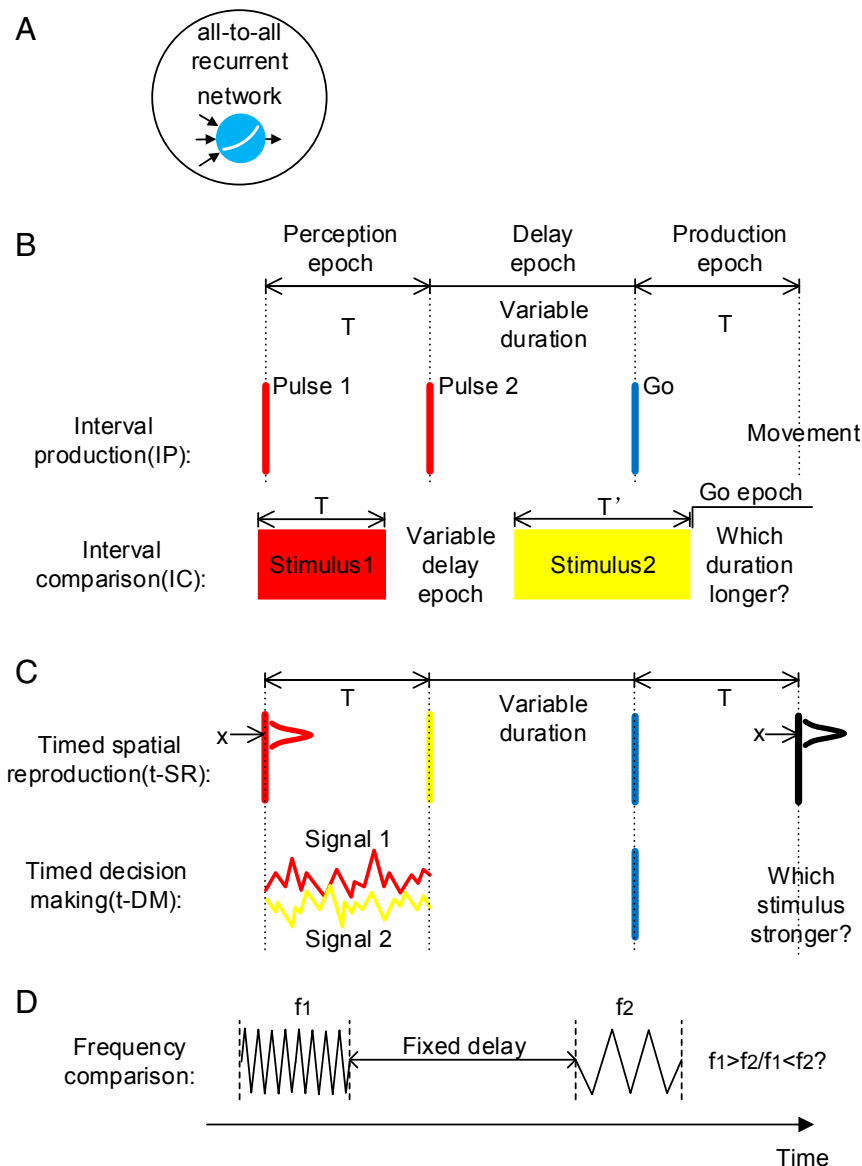 A
all-to-all
recurrent
network
B
Perception
epoch
Delay
epoch
Production
epoch
T
Variable
duration
T
Pulse 1
Pulse 2
Go
Interval
production(IP):
Movement
Go epoch
T
T’
Interval
comparison(IC):
Stimulus1
Variable
delay
epoch
Stimulus2
Which
duration
longer?
C
T
Variable
duration
T
x
x
Timed spatial
reproduction(t-SR):
Signal 1
Timed decision
making(t-DM):
Signal 2
Which
stimulus
stronger?
D
f1
f2
Frequency
comparison:
Fixed delay
f1>f2/f1<f2?
Time